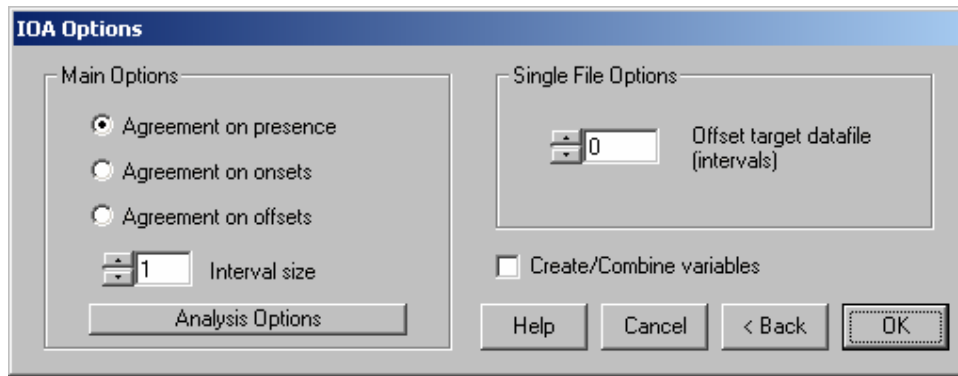 IOA Options
Main Options
Agreement on presence
Agreement on onsets
Agreement on offsets
1 Interval size
Analysis Options
Single File Options
0 Offset target datafile
(intervals)
Create/Combine variables
Help Cancel < Back OK